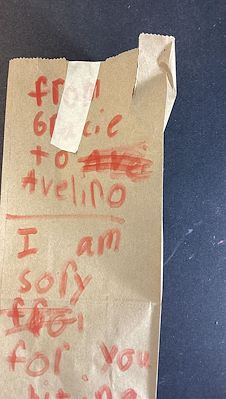 from
Gracie
to
Avelino
I am
sory
for you